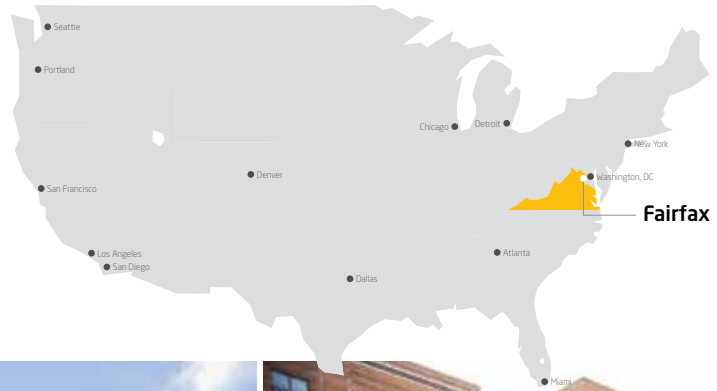 Seattle
Portland
Chicago
Detroit
New York
Denver
Washington, DC
San Francisco
Fairfax
Los Angeles
Atlanta
San Diego
Dallas
Miami